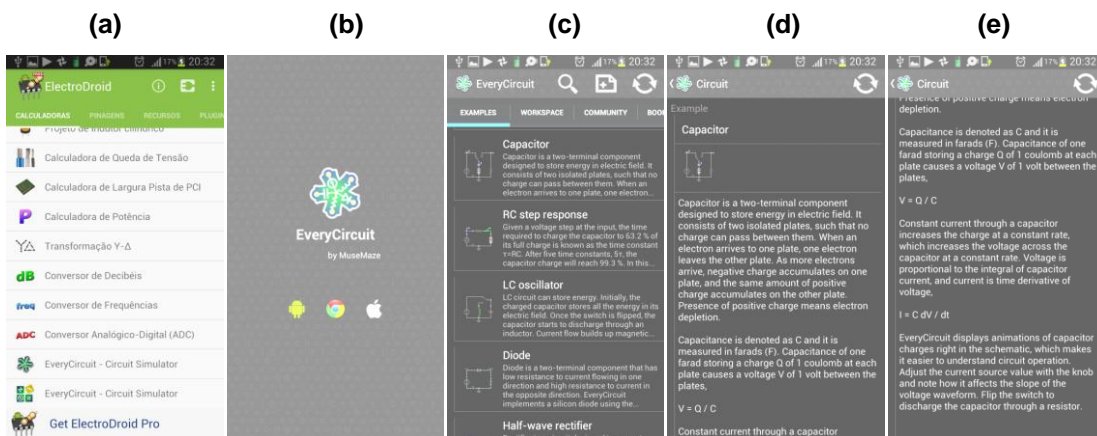 (a)
(b)
(c)
(d)
(e)
17% 20:32
ElectroDroid
CALCULADORAS PINAGENS RECURSOS PLUGIN
Projeto de Indutor Cilíndrico
Calculadora de Queda de Tensão
Calculadora de Largura Pista de PCI
P Calculadora de Potência
YΔ Transformação Y-Δ
dB Conversor de Decibéis
freq Conversor de Frequências
ADC Conversor Analógico-Digital (ADC)
EveryCircuit - Circuit Simulator
EveryCircuit - Circuit Simulator
Get ElectroDroid Pro
EveryCircuit
by MuseMaze
17% 20:32
EveryCircuit
EXAMPLES WORKSPACE COMMUNITY BOO
Capacitor
Capacitor is a two-terminal component
designed to store energy in electric field. It
consists of two isolated plates, such that no
charge can pass between them. When an
electron arrives to one plate, one electron...
RC step response
Given a voltage step at the input, the time
required to charge the capacitor to 63.2 % of
its full charge is known as the time constant
τ=RC. After five time constants, 5τ, the
capacitor charge will reach 99.3 %. In this...
LC oscillator
LC circuit can store energy. Initially, the
charged capacitor stores all the energy in its
electric field. Once the switch is flipped, the
capacitor starts to discharge through an
inductor. Current flow builds up magnetic...
Diode
Diode is a two-terminal component that has
low resistance to current flowing in one
direction and high resistance to current in
the opposite direction. EveryCircuit
implements a silicon diode using the...
Half-wave rectifier
17% 20:32
Circuit
Example
Capacitor
Capacitor is a two-terminal component
designed to store energy in electric field. It
consists of two isolated plates, such that no
charge can pass between them. When an
electron arrives to one plate, one electron
leaves the other plate. As more electrons
arrive, negative charge accumulates on one
plate, and the same amount of positive
charge accumulates on the other plate.
Presence of positive charge means electron
depletion.
Capacitance is denoted as C and it is
measured in farads (F). Capacitance of one
farad storing a charge Q of 1 coulomb at each
plate causes a voltage V of 1 volt between the
plates,
V = Q / C
Constant current through a capacitor
17% 20:32
Circuit
Presence of positive charge means electron
depletion.
Capacitance is denoted as C and it is
measured in farads (F). Capacitance of one
farad storing a charge Q of 1 coulomb at each
plate causes a voltage V of 1 volt between the
plates,
V = Q / C
Constant current through a capacitor
increases the charge at a constant rate,
which increases the voltage across the
capacitor at a constant rate. Voltage is
proportional to the integral of capacitor
current, and current is time derivative of
voltage,
I = C dV / dt
EveryCircuit displays animations of capacitor
charges right in the schematic, which makes
it easier to understand circuit operation.
Adjust the current source value with the knob
and note how it affects the slope of the
voltage waveform. Flip the switch to
discharge the capacitor through a resistor.